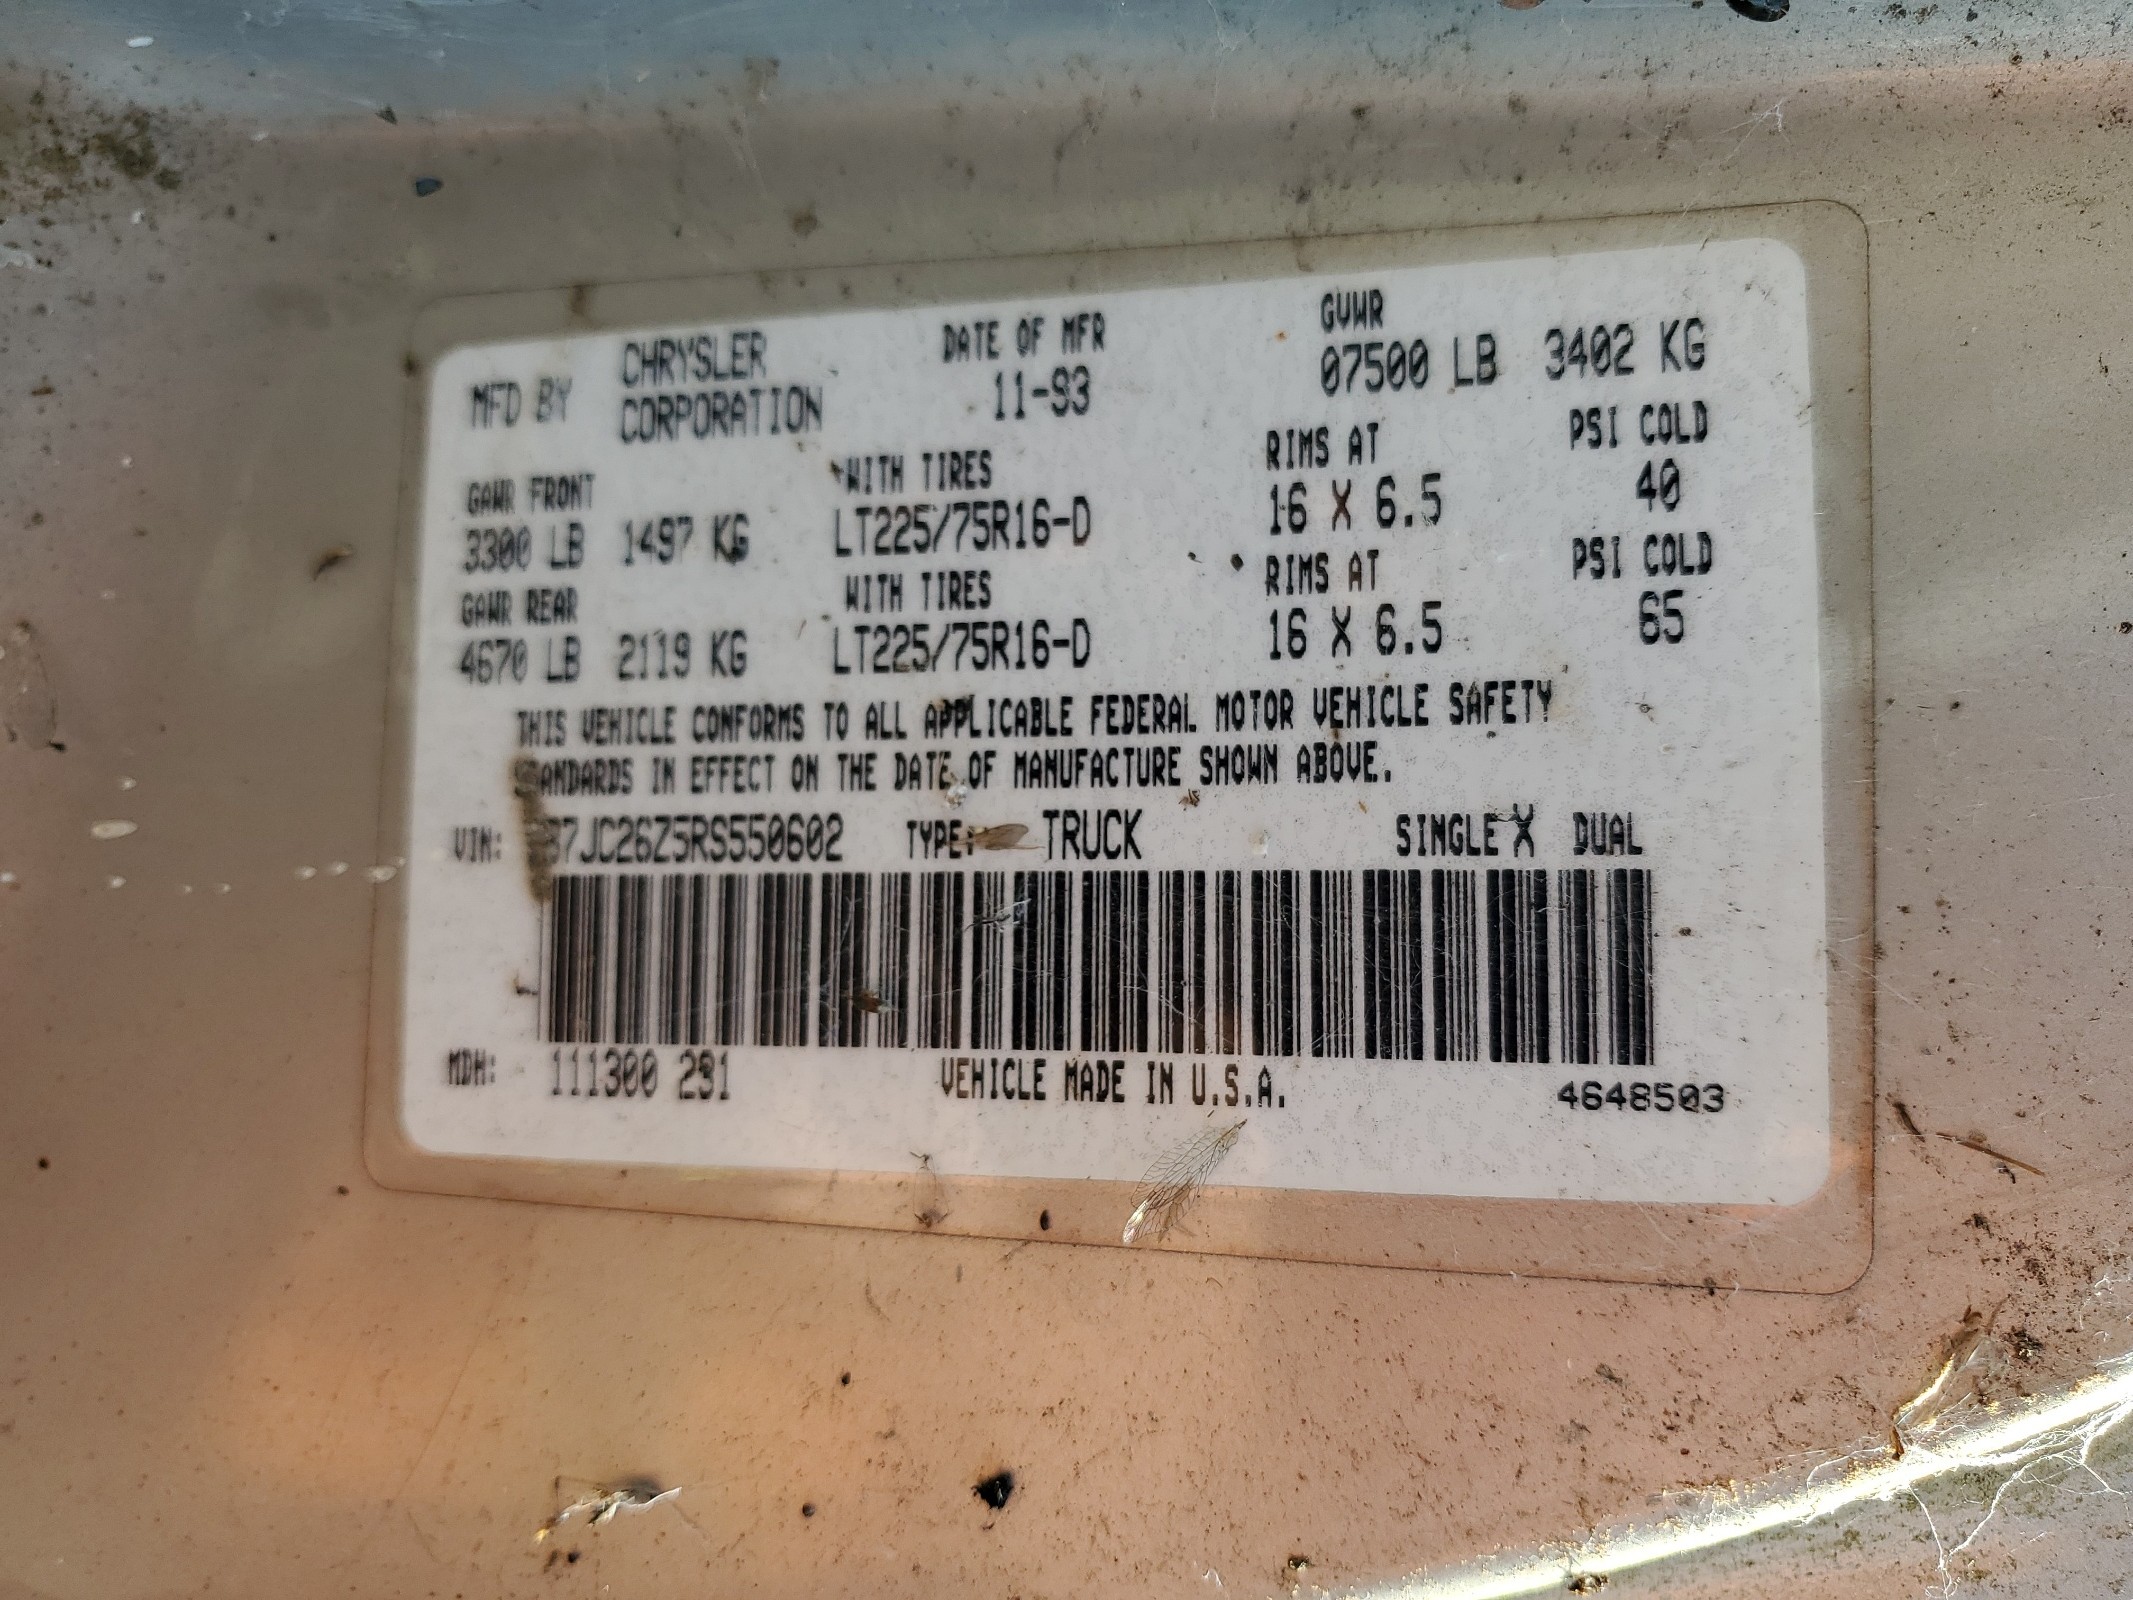 MFD BY CHRYSLER CORPORATION DATE OF MFR 11-93 GVWR 07500 LB 3402 KG
GAWR FRONT WITH TIRES RIMS AT PSI COLD
3300 LB 1497 KG LT225/75R16-D 16 X 6.5 40
GAWR REAR WITH TIRES RIMS AT PSI COLD
4670 LB 2119 KG LT225/75R16-D 16 X 6.5 65
THIS VEHICLE CONFORMS TO ALL APPLICABLE FEDERAL MOTOR VEHICLE SAFETY
STANDARDS IN EFFECT ON THE DATE OF MANUFACTURE SHOWN ABOVE.
VIN: B7JC26Z5RS550602 TYPE: TRUCK SINGLE X DUAL
MDH: 111300 291 VEHICLE MADE IN U.S.A. 4648503